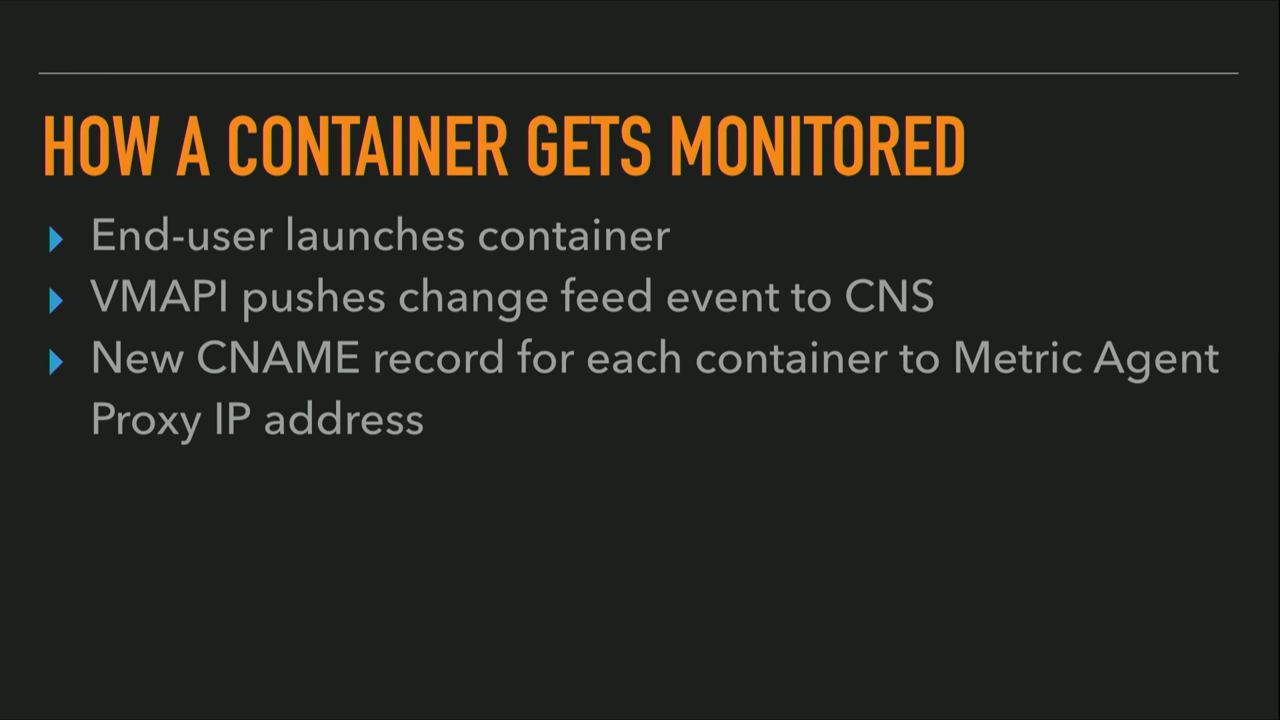 HOW A CONTAINER GETS MONITORED
End-user launches container
VMAPI pushes change feed event to CNS
New CNAME record for each container to Metric Agent
Proxy IP address